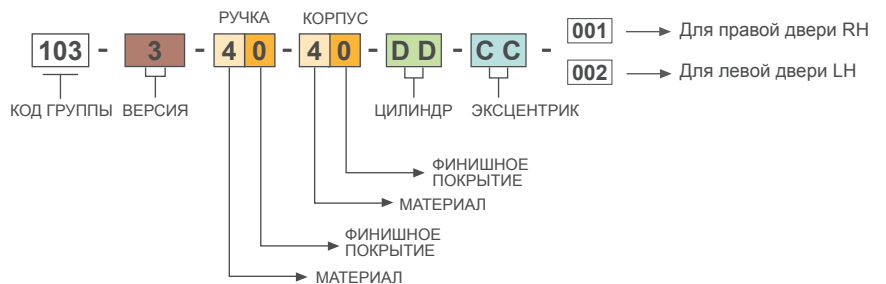 РУЧКА КОРПУС
103 - 3 - 4 0 - 4 0 - D D - C C - 001 Для правой двери RH
002 Для левой двери LH
КОД ГРУППЫ ВЕРСИЯ ЦИЛИНДР ЭКСЦЕНТРИК
ФИНИШНОЕ
ПОКРЫТИЕ
МАТЕРИАЛ
ФИНИШНОЕ
ПОКРЫТИЕ
МАТЕРИАЛ